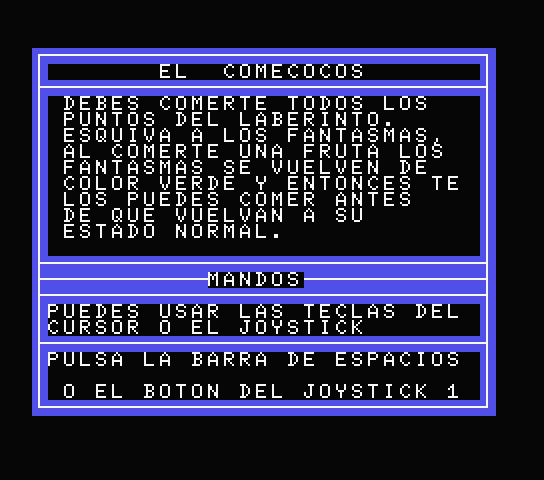 EL COMECOCOS
DEBES COMERTE TODOS LOS
PUNTOS DEL LABERINTO.
ESQUIVA A LOS FANTASMAS,
AL COMERTE UNA FRUTA LOS
FANTASMAS SE VUELVEN DE
COLOR VERDE Y ENTONCES TE
LOS PUEDES COMER ANTES
DE QUE VUELVAN A SU
ESTADO NORMAL.
MANDOS
PUEDES USAR LAS TECLAS DEL
CURSOR O EL JOYSTICK
PULSA LA BARRA DE ESPACIOS
O EL BOTON DEL JOYSTICK 1